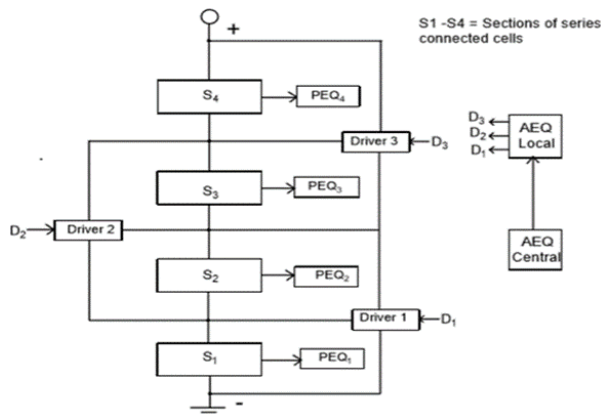 +
S1 -S4 = Sections of series
connected cells
S₄
PEQ₄
D₃
D₂
D₁
AEQ
Local
Driver 3
D₃
S₃
PEQ₃
D₂
Driver 2
AEQ
Central
S₂
PEQ₂
Driver 1
D₁
S₁
PEQ₁
-